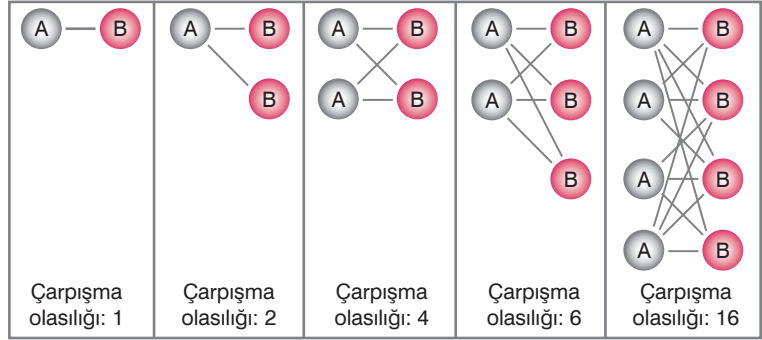 A B
Çarpışma
olasılığı: 1
A B
B
Çarpışma
olasılığı: 2
A B
A B
Çarpışma
olasılığı: 4
A B
A B
B
Çarpışma
olasılığı: 6
A B
A B
A B
A B
Çarpışma
olasılığı: 16